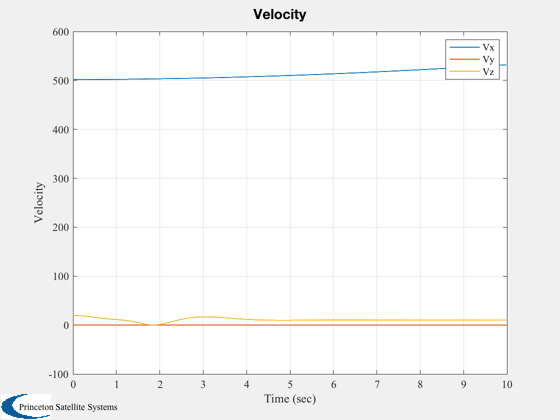 Velocity
600
500
400
300
200
100
0
-100
Velocity
Vx
Vy
Vz
0 1 2 3 4 5 6 7 8 9 10
Time (sec)
Princeton Satellite Systems